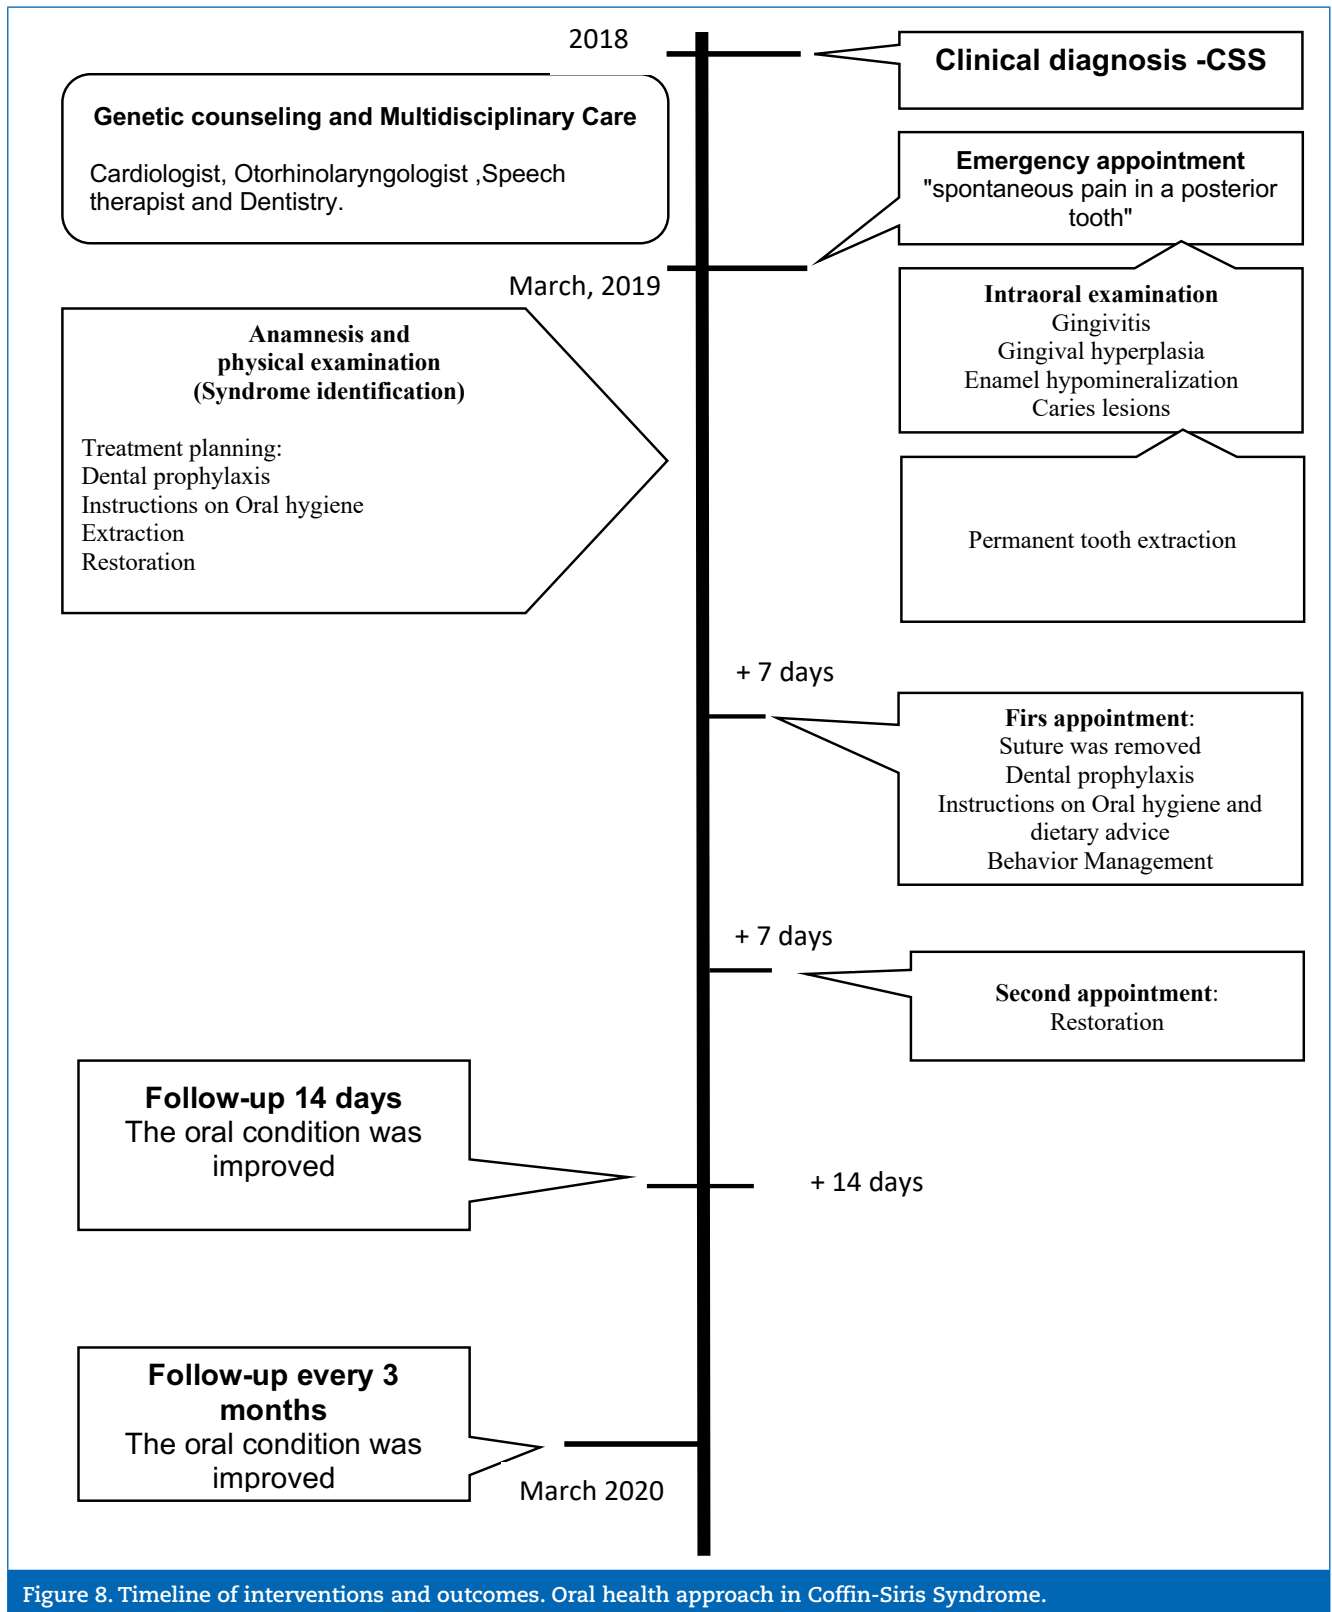 2018
Clinical diagnosis -CSS
Genetic counseling and Multidisciplinary Care
Cardiologist, Otorhinolaryngologist ,Speech
therapist and Dentistry.
Emergency appointment
"spontaneous pain in a posterior
tooth"
March, 2019
Intraoral examination
Gingivitis
Gingival hyperplasia
Enamel hypomineralization
Caries lesions
Anamnesis and
physical examination
(Syndrome identification)
Treatment planning:
Dental prophylaxis
Instructions on Oral hygiene
Extraction
Restoration
Permanent tooth extraction
+ 7 days
Firs appointment:
Suture was removed
Dental prophylaxis
Instructions on Oral hygiene and
dietary advice
Behavior Management
+ 7 days
Second appointment:
Restoration
Follow-up 14 days
The oral condition was
improved
+ 14 days
Follow-up every 3
months
The oral condition was
improved
March 2020
Figure 8. Timeline of interventions and outcomes. Oral health approach in Coffin-Siris Syndrome.